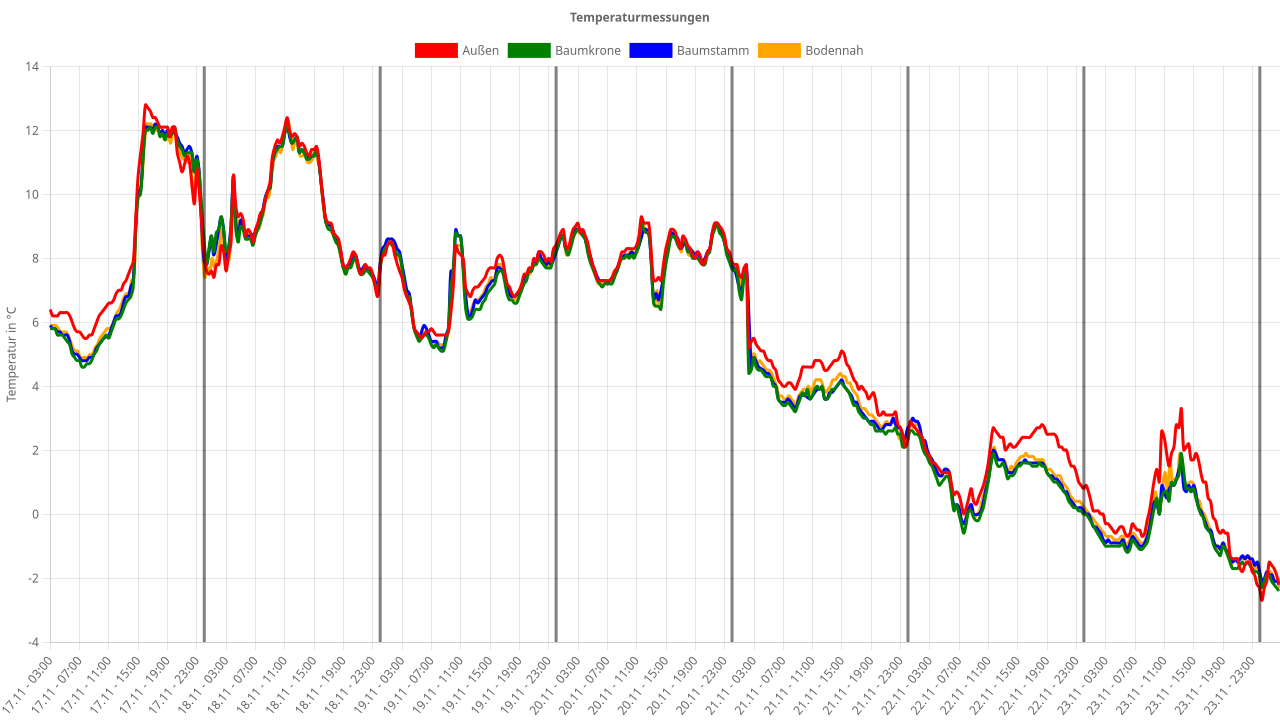 Temperaturmessungen
Außen Baumkrone Baumstamm Bodennah
Temperatur in °C
14
12
10
8
6
4
2
0
-2
-4
17.11 - 03:00
17.11 - 07:00
17.11 - 11:00
17.11 - 15:00
17.11 - 19:00
17.11 - 23:00
18.11 - 03:00
18.11 - 07:00
18.11 - 11:00
18.11 - 15:00
18.11 - 19:00
18.11 - 23:00
19.11 - 03:00
19.11 - 07:00
19.11 - 11:00
19.11 - 15:00
19.11 - 19:00
19.11 - 23:00
20.11 - 03:00
20.11 - 07:00
20.11 - 11:00
20.11 - 15:00
20.11 - 19:00
20.11 - 23:00
21.11 - 03:00
21.11 - 07:00
21.11 - 11:00
21.11 - 15:00
21.11 - 19:00
21.11 - 23:00
22.11 - 03:00
22.11 - 07:00
22.11 - 11:00
22.11 - 15:00
22.11 - 19:00
22.11 - 23:00
23.11 - 03:00
23.11 - 07:00
23.11 - 11:00
23.11 - 15:00
23.11 - 19:00
23.11 - 23:00